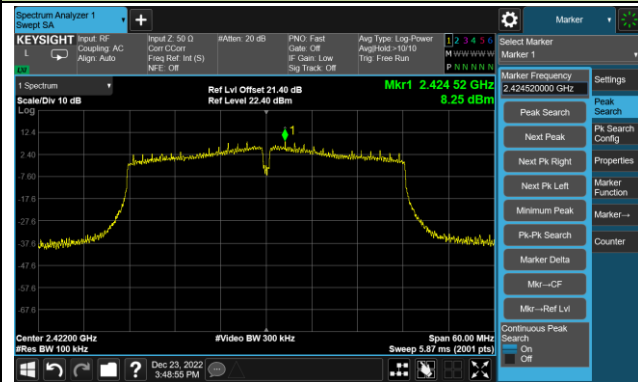 Spectrum Analyzer 1
Swept SA
Marker
KEYSIGHT Input: RF
Coupling: AC
Align: Auto
Input Z: 50 Ω
Corr CCorr
Freq Ref: Int (S)
NFE: Off
#Atten: 20 dB
PNO: Fast
Gate: Off
IF Gain: Low
Sig Track: Off
Avg Type: Log-Power
Avg|Hold:>10/10
Trig: Free Run
1 2 3 4 5 6
M W W W W W
P N N N N N
L
Select Marker
Marker 1
1 Spectrum
Scale/Div 10 dB
Log
Ref Lvl Offset 21.40 dB
Ref Level 22.40 dBm
Mkr1 2.424 52 GHz
8.25 dBm
1
12.4
2.40
-7.60
-17.6
-27.6
-37.6
-47.6
-57.6
-67.6
Center 2.42200 GHz
#Res BW 100 kHz
#Video BW 300 kHz
Span 60.00 MHz
Sweep 5.87 ms (2001 pts)
Marker Frequency
2.424520000 GHz
Peak Search
Next Peak
Next Pk Right
Next Pk Left
Minimum Peak
Pk-Pk Search
Marker Delta
Mkr→CF
Mkr→Ref Lvl
Continuous Peak
Search
On
Off
Settings
Peak
Search
Pk Search
Config
Properties
Marker
Function
Marker→
Counter
Dec 23, 2022
3:48:55 PM